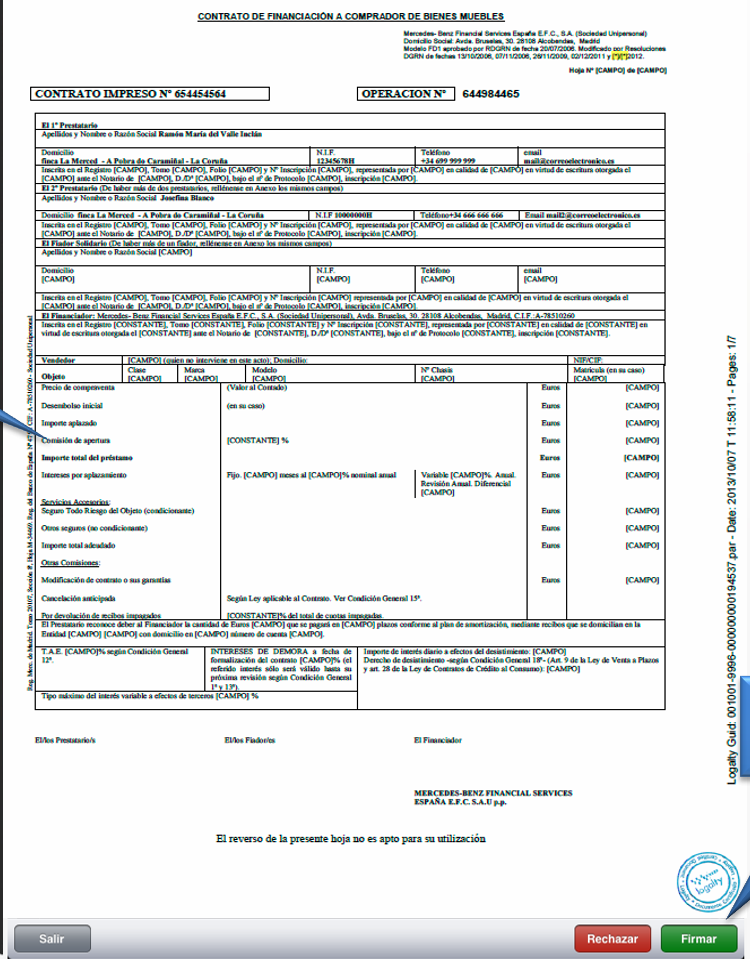 CONTRATO DE FINANCIACIÓN A COMPRADOR DE BIENES MUEBLES
Mercedes- Benz Financial Services España E.F.C., S.A. (Sociedad Unipersonal)
Domicilio Social: Avda. Bruselas, 30. 28108 Alcobendas, Madrid
Modelo FD1 aprobado por RDGRN de fecha 20/07/2006. Modificado por Resoluciones
DGRN de fechas 13/10/2006, 07/11/2006, 26/11/2009, 02/12/2011 y [*]/[*]2012.
Hoja Nº [CAMPO] de [CAMPO]
CONTRATO IMPRESO Nº 654454564
OPERACION Nº 644984465
El 1º Prestatario
Apellidos y Nombre o Razón Social Ramón María del Valle Inclán
Domicilio N.I.F. Teléfono email
finca La Merced - A Pobra do Caramiñal - La Coruña 12345678H +34 699 999 999 mail@correoelectronico.es
Inscrita en el Registro [CAMPO], Tomo [CAMPO], Folio [CAMPO] y Nº Inscripción [CAMPO], representada por [CAMPO] en calidad de [CAMPO] en virtud de escritura otorgada el
[CAMPO] ante el Notario de [CAMPO], D./Dª [CAMPO], bajo el nº de Protocolo [CAMPO], inscripción [CAMPO].
El 2º Prestatario (De haber más de dos prestatarios, rellénense en Anexo los mismos campos)
Apellidos y Nombre o Razón Social Josefina Blanco
Domicilio finca La Merced - A Pobra do Caramiñal - La Coruña N.I.F 10000000H Teléfono+34 666 666 666 Email mail2@correoelectronico.es
Inscrita en el Registro [CAMPO], Tomo [CAMPO], Folio [CAMPO] y Nº Inscripción [CAMPO], representada por [CAMPO] en calidad de [CAMPO] en virtud de escritura otorgada el
[CAMPO] ante el Notario de [CAMPO], D./Dª [CAMPO], bajo el nº de Protocolo [CAMPO], inscripción [CAMPO].
El Fiador Solidario (De haber más de un fiador, rellénense en Anexo los mismos campos)
Apellidos y Nombre o Razón Social [CAMPO]
Domicilio N.I.F. Teléfono email
[CAMPO] [CAMPO] [CAMPO] [CAMPO]
Inscrita en el Registro [CAMPO], Tomo [CAMPO], Folio [CAMPO] y Nº Inscripción [CAMPO] representada por [CAMPO] en calidad de [CAMPO] en virtud de escritura otorgada el
[CAMPO] ante el Notario de [CAMPO], D./Dª [CAMPO], bajo el nº de Protocolo [CAMPO], inscripción [CAMPO].
El Financiador: Mercedes- Benz Financial Services España E.F.C., S.A. (Sociedad Unipersonal), Avda. Bruselas, 30. 28108 Alcobendas, Madrid, C.I.F.:A-78510260
Inscrita en el Registro [CONSTANTE], Tomo [CONSTANTE], Folio [CONSTANTE] y Nº Inscripción [CONSTANTE], representada por [CONSTANTE] en calidad de [CONSTANTE] en
virtud de escritura otorgada el [CONSTANTE] ante el Notario de [CONSTANTE], D./Dª [CONSTANTE], bajo el nº de Protocolo [CONSTANTE], inscripción [CONSTANTE].
Vendedor [CAMPO] (quien no interviene en este acto); Domicilio: NIF/CIF:
Objeto Clase Marca Modelo Nº Chasis Matrícula (en su caso)
[CAMPO] [CAMPO] [CAMPO] [CAMPO] [CAMPO]
Precio de compraventa (Valor al Contado) Euros [CAMPO]
Desembolso inicial (en su caso) Euros [CAMPO]
Importe aplazado Euros [CAMPO]
Comisión de apertura [CONSTANTE] % Euros [CAMPO]
Importe total del préstamo Euros [CAMPO]
Intereses por aplazamiento Fijo. [CAMPO] meses al [CAMPO]% nominal anual Variable [CAMPO]%. Anual. Euros [CAMPO]
Revisión Anual. Diferencial
[CAMPO]
Servicios Accesorios:
Seguro Todo Riesgo del Objeto (condicionante) Euros [CAMPO]
Otros seguros (no condicionante) Euros [CAMPO]
Importe total adeudado Euros [CAMPO]
Otras Comisiones:
Modificación de contrato o sus garantías Euros [CAMPO]
Cancelación anticipada Según Ley aplicable al Contrato. Ver Condición General 15ª.
Por devolución de recibos impagados [CONSTANTE]% del total de cuotas impagadas.
El Prestatario reconoce deber al Financiador la cantidad de Euros [CAMPO] que se pagará en [CAMPO] plazos conforme al plan de amortización, mediante recibos que se domicilian en la
Entidad [CAMPO] [CAMPO] con domicilio en [CAMPO] número de cuenta [CAMPO].
T.A.E. [CAMPO]% según Condición General
12ª.
INTERESES DE DEMORA a fecha de
formalización del contrato [CAMPO]% (el
referido interés sólo será válido hasta su
próxima revisión según Condición General
1ª y 13ª).
Importe de interés diario a efectos del desistimiento: [CAMPO]
Derecho de desistimiento -según Condición General 18ª- (Art. 9 de la Ley de Venta a Plazos
y art. 28 de la Ley de Contratos de Crédito al Consumo): [CAMPO]
Tipo máximo del interés variable a efectos de terceros [CAMPO] %
El/los Prestatario/s El/los Fiador/es El Financiador
MERCEDES-BENZ FINANCIAL SERVICES
ESPAÑA E.F.C. S.A.U p.p.
El reverso de la presente hoja no es apto para su utilización
Logalty Guid: 001001-9996-0000000000194537.par - Date: 2013/10/07 T 11:58:11 - Pages: 1/7
logalty
Salir
Rechazar
Firmar